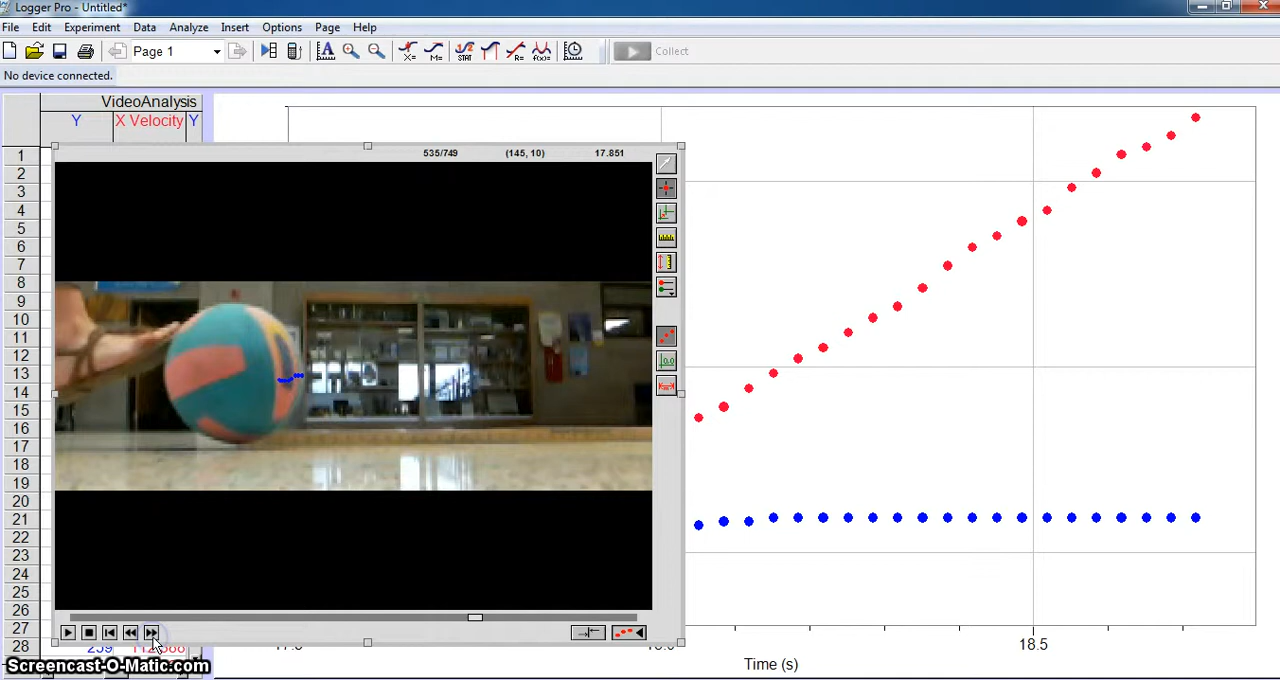 Logger Pro - Untitled*
File Edit Experiment Data Analyze Insert Options Page Help
Page 1
Collect
No device connected.
VideoAnalysis
Y X Velocity Y
1
2
3
4
5
6
7
8
9
10
11
12
13
14
15
16
17
18
19
20
21
22
23
24
25
26
27
28
535/749 (145, 10) 17.851
18.5
Time (s)
Screencast-O-Matic.com